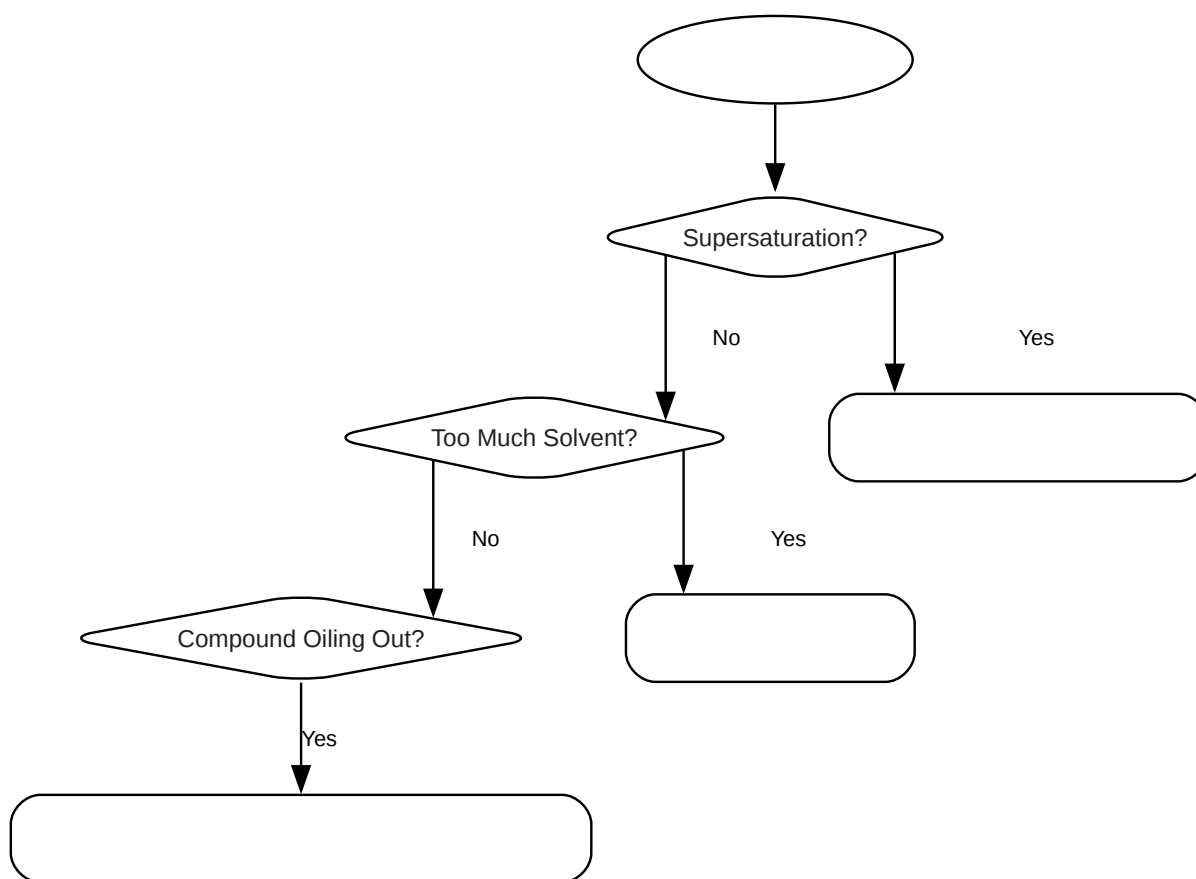 Supersaturation?
No
Yes
Too Much Solvent?
No
Yes
Compound Oiling Out?
Yes